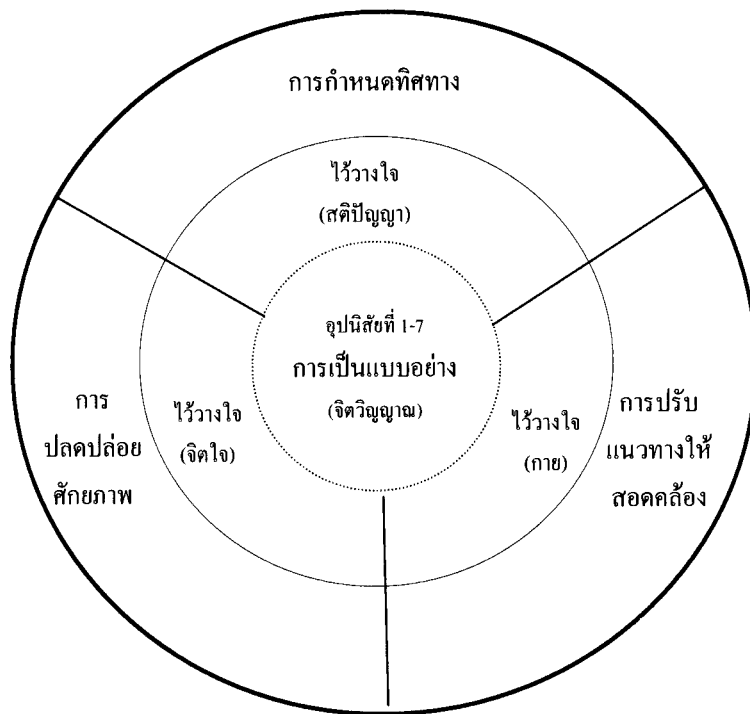 การกำหนดทิศทาง
ไว้วางใจ
(สติปัญญา)
อุปนิสัยที่ 1-7
การเป็นแบบอย่าง
(จิตวิญญาณ)
การ
ปลดปล่อย
ศักยภาพ
ไว้วางใจ
(จิตใจ)
ไว้วางใจ
(กาย)
การปรับ
แนวทางให้
สอดคล้อง